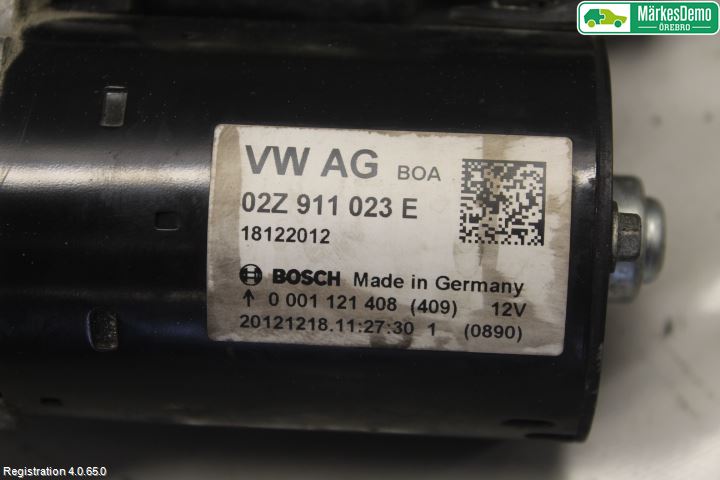 MärkesDemo
ÖREBRO
VW AG BOA
02Z 911 023 E
18122012
BOSCH Made in Germany
↑ 0 001 121 408 (409) 12V
20121218.11:27:30 1 (0890)
Registration 4.0.65.0